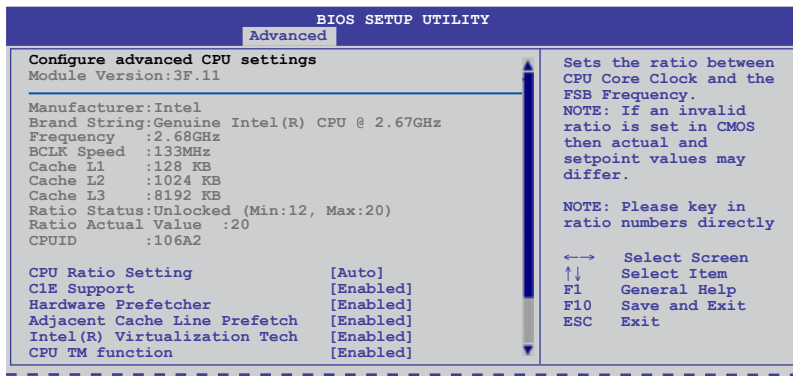 BIOS SETUP UTILITY
Advanced
Configure advanced CPU settings
Module Version:3F.11
Manufacturer:Intel
Brand String:Genuine Intel(R) CPU @ 2.67GHz
Frequency :2.68GHz
BCLK Speed :133MHz
Cache L1 :128 KB
Cache L2 :1024 KB
Cache L3 :8192 KB
Ratio Status:Unlocked (Min:12, Max:20)
Ratio Actual Value :20
CPUID :106A2
CPU Ratio Setting [Auto]
C1E Support [Enabled]
Hardware Prefetcher [Enabled]
Adjacent Cache Line Prefetch [Enabled]
Intel(R) Virtualization Tech [Enabled]
CPU TM function [Enabled]
Sets the ratio between
CPU Core Clock and the
FSB Frequency.
NOTE: If an invalid
ratio is set in CMOS
then actual and
setpoint values may
differ.
NOTE: Please key in
ratio numbers directly
←→ Select Screen
↑↓ Select Item
F1 General Help
F10 Save and Exit
ESC Exit